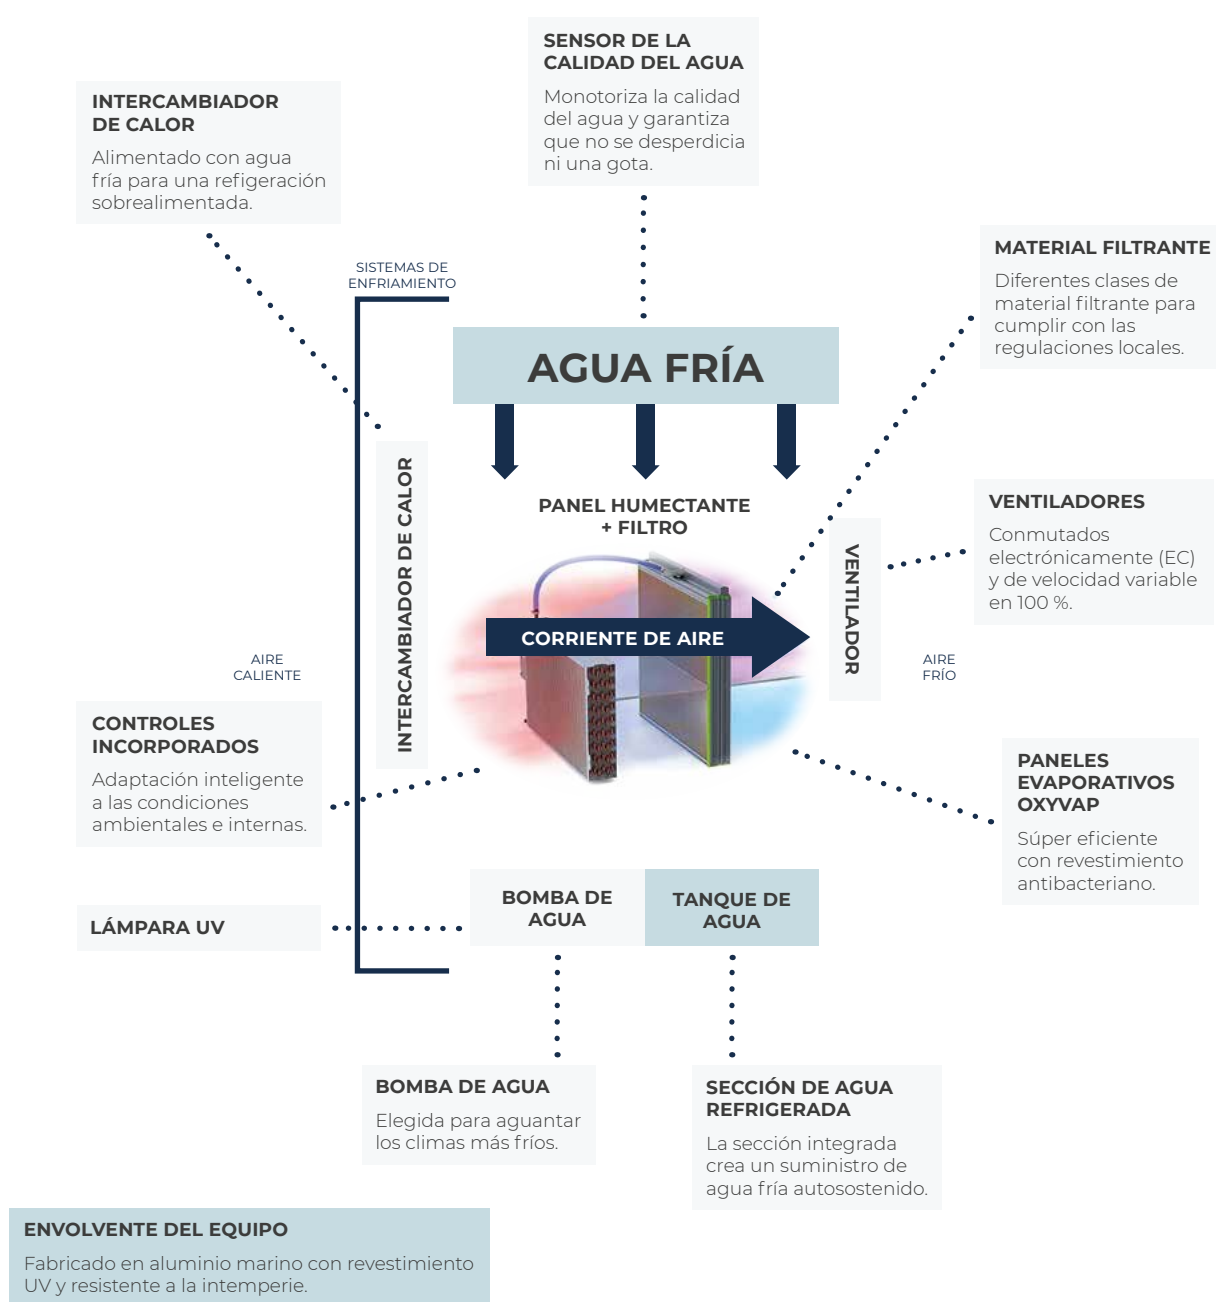 SENSOR DE LA
CALIDAD DEL AGUA
Monotoriza la calidad
del agua y garantiza
que no se desperdicia
ni una gota.
INTERCAMBIADOR
DE CALOR
Alimentado con agua
fría para una refigeración
sobrealimentada.
MATERIAL FILTRANTE
Diferentes clases de
material filtrante para
cumplir con las
regulaciones locales.
SISTEMAS DE
ENFRIAMIENTO
AGUA FRÍA
INTERCAMBIADOR DE CALOR
PANEL HUMECTANTE
+ FILTRO
VENTILADOR
VENTILADORES
Conmutados
electrónicamente (EC)
y de velocidad variable
en 100 %.
CORRIENTE DE AIRE
AIRE
CALIENTE
AIRE
FRÍO
CONTROLES
INCORPORADOS
Adaptación inteligente
a las condiciones
ambientales e internas.
PANELES
EVAPORATIVOS
OXYVAP
Súper eficiente
con revestimiento
antibacteriano.
LÁMPARA UV
BOMBA DE
AGUA
TANQUE DE
AGUA
BOMBA DE AGUA
Elegida para aguantar
los climas más fríos.
SECCIÓN DE AGUA
REFRIGERADA
La sección integrada
crea un suministro de
agua fría autosostenido.
ENVOLVENTE DEL EQUIPO
Fabricado en aluminio marino con revestimiento
UV y resistente a la intemperie.